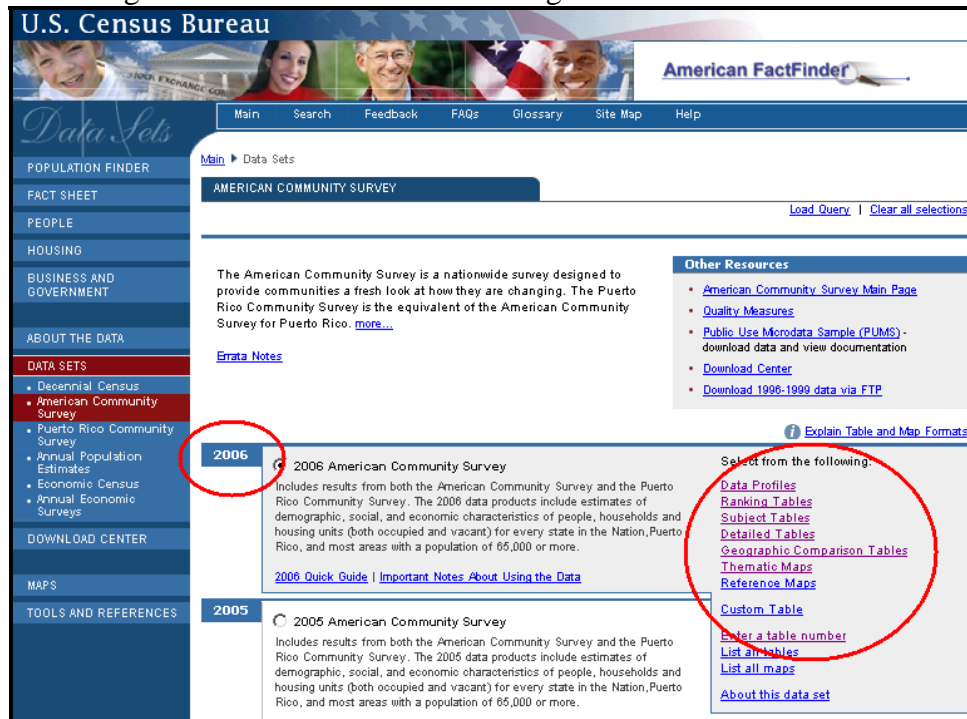 U.S. Census Bureau
STOCK EXCHANGE
American FactFinder
Main Search Feedback FAQs Glossary Site Map Help
Data Sets
POPULATION FINDER
FACT SHEET
PEOPLE
HOUSING
BUSINESS AND
GOVERNMENT
ABOUT THE DATA
DATA SETS
• Decennial Census
• American Community
Survey
• Puerto Rico Community
Survey
• Annual Population
Estimates
• Economic Census
• Annual Economic
Surveys
DOWNLOAD CENTER
MAPS
TOOLS AND REFERENCES
Main ▶ Data Sets
AMERICAN COMMUNITY SURVEY
Load Query | Clear all selections
The American Community Survey is a nationwide survey designed to
provide communities a fresh look at how they are changing. The Puerto
Rico Community Survey is the equivalent of the American Community
Survey for Puerto Rico. more...
Errata Notes
Other Resources
• American Community Survey Main Page
• Quality Measures
• Public Use Microdata Sample (PUMS) -
download data and view documentation
• Download Center
• Download 1996-1999 data via FTP
Explain Table and Map Formats
2006
2006 American Community Survey
Includes results from both the American Community Survey and the Puerto
Rico Community Survey. The 2006 data products include estimates of
demographic, social, and economic characteristics of people, households and
housing units (both occupied and vacant) for every state in the Nation, Puerto
Rico, and most areas with a population of 65,000 or more.
2006 Quick Guide | Important Notes About Using the Data
2005
2005 American Community Survey
Includes results from both the American Community Survey and the Puerto
Rico Community Survey. The 2005 data products include estimates of
demographic, social, and economic characteristics of people, households and
housing units (both occupied and vacant) for every state in the Nation, Puerto
Rico, and most areas with a population of 65,000 or more.
Select from the following:
Data Profiles
Ranking Tables
Subject Tables
Detailed Tables
Geographic Comparison Tables
Thematic Maps
Reference Maps
Custom Table
Enter a table number
List all tables
List all maps
About this data set